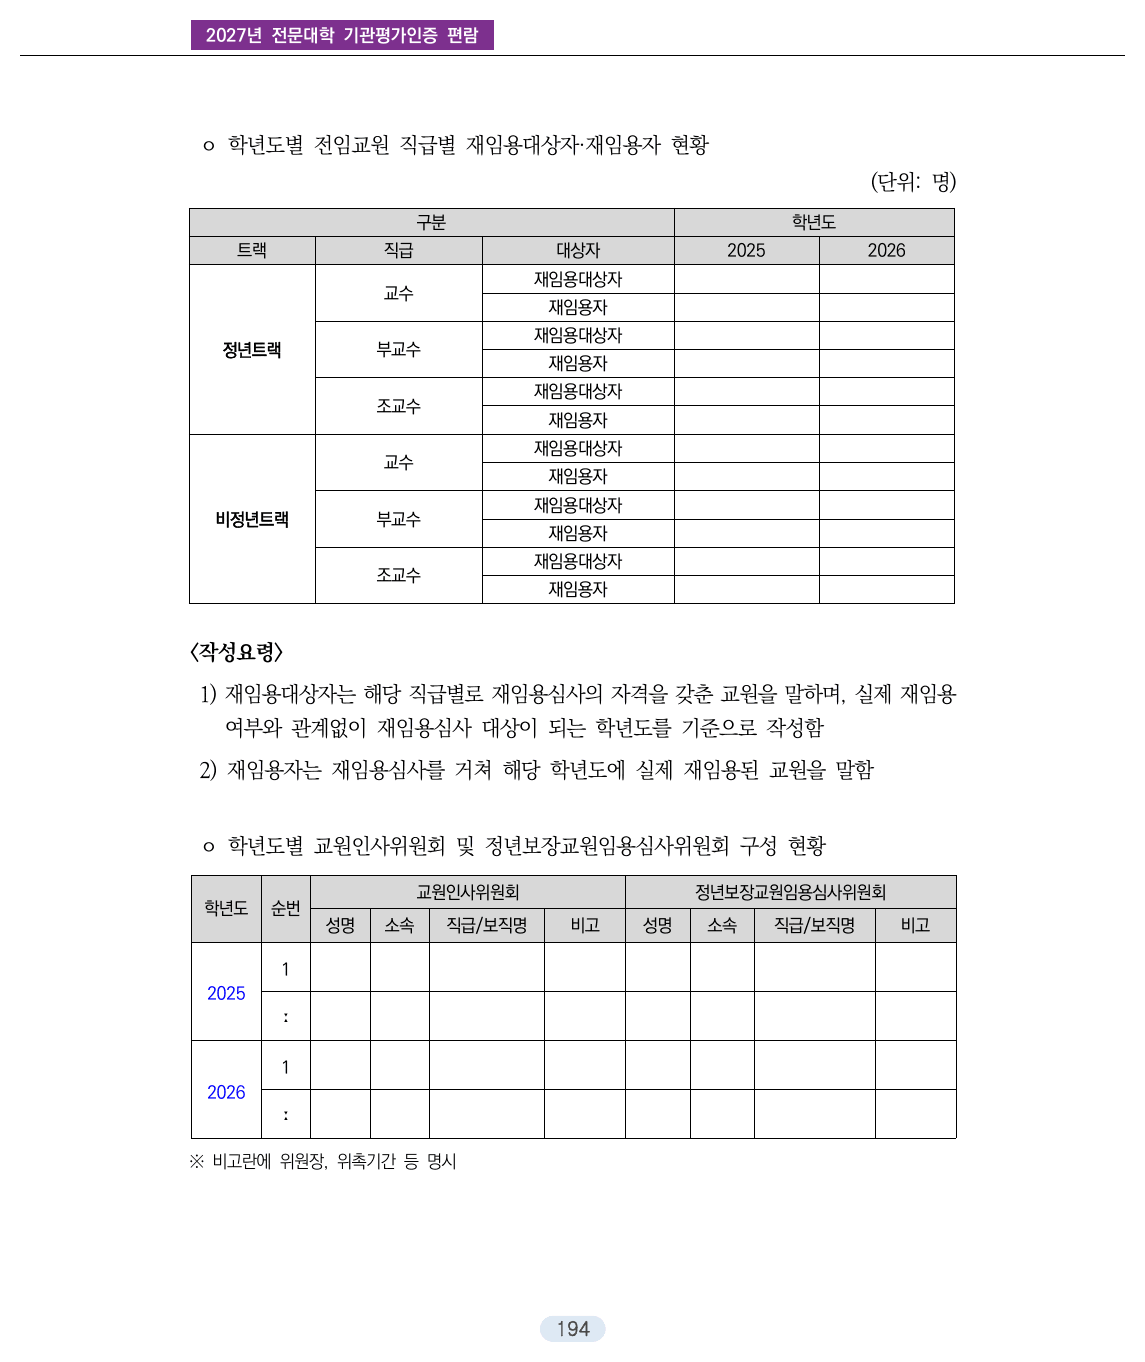 2027년 전문대학 기관평가인증 편람
ㅇ 학년도별 전임교원 직급별 재임용대상자·재임용자 현황
(단위: 명)
구분 학년도
트랙 직급 대상자 2025 2026
정년트랙 교수 재임용대상자
재임용자
부교수 재임용대상자
재임용자
조교수 재임용대상자
재임용자
비정년트랙 교수 재임용대상자
재임용자
부교수 재임용대상자
재임용자
조교수 재임용대상자
재임용자
〈작성요령〉
1) 재임용대상자는 해당 직급별로 재임용심사의 자격을 갖춘 교원을 말하며, 실제 재임용
여부와 관계없이 재임용심사 대상이 되는 학년도를 기준으로 작성함
2) 재임용자는 재임용심사를 거쳐 해당 학년도에 실제 재임용된 교원을 말함
ㅇ 학년도별 교원인사위원회 및 정년보장교원임용심사위원회 구성 현황
학년도 순번 교원인사위원회 정년보장교원임용심사위원회
성명 소속 직급/보직명 비고 성명 소속 직급/보직명 비고
2025 1
:
2026 1
:
※ 비고란에 위원장, 위촉기간 등 명시
194